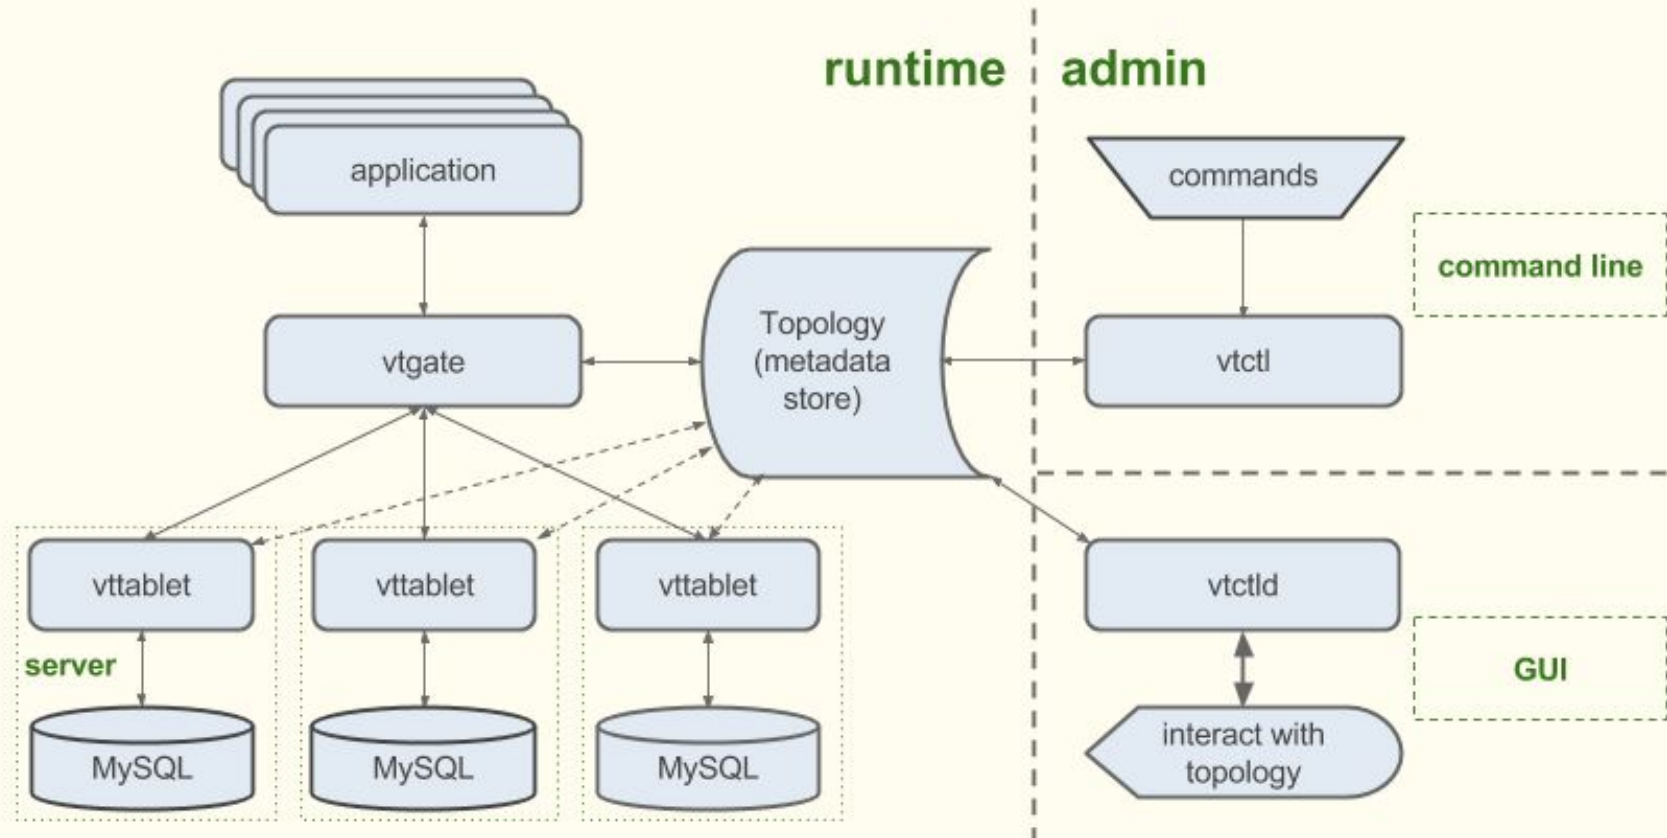 runtime
admin
application
commands
command line
Topology
(metadata
store)
vtgate
vtctl
vttablet
vttablet
vttablet
vtctld
server
GUI
MySQL
MySQL
MySQL
interact with
topology